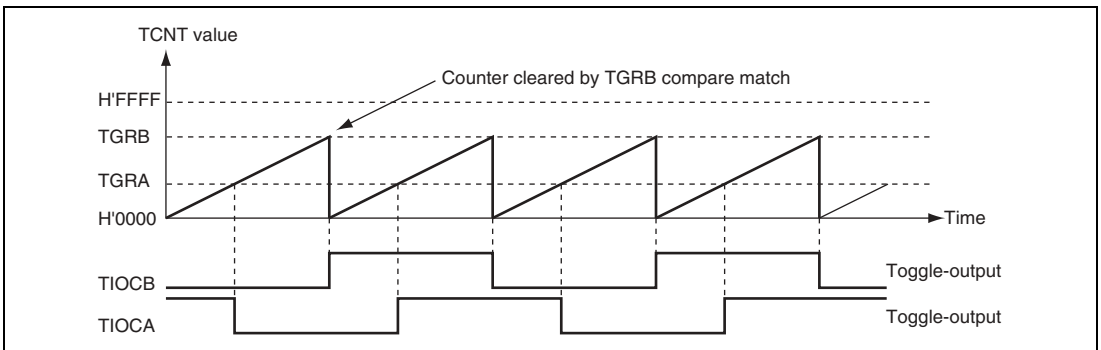 TCNT value
Counter cleared by TGRB compare match
H'FFFF
TGRB
TGRA
H'0000
Time
TIOCB
Toggle-output
TIOCA
Toggle-output